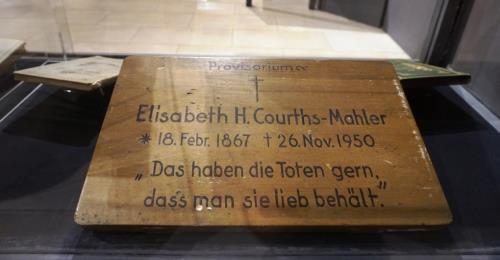 Provisorium
†
Elisabeth H. Courths-Mahler
* 18. Febr. 1867 † 26. Nov. 1950
„Das haben die Toten gern,
dass man sie lieb behält.”